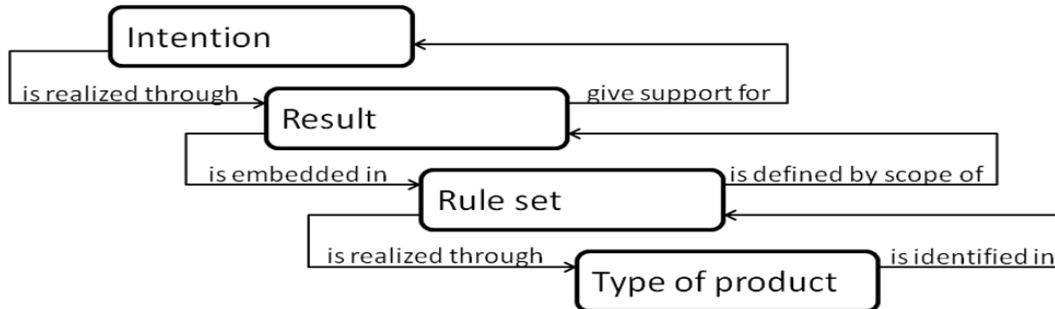 Intention
is realized through
give support for
Result
is embedded in
is defined by scope of
Rule set
is realized through
is identified in
Type of product